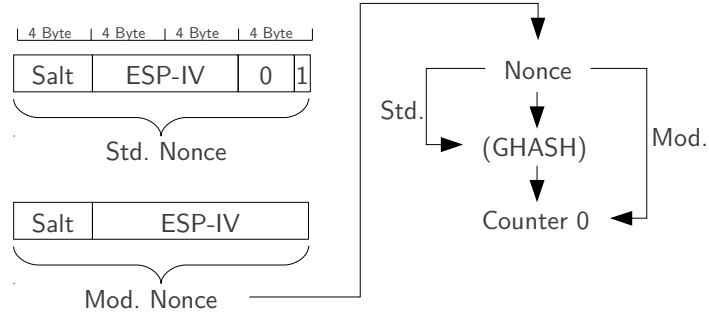 4 Byte 4 Byte 4 Byte 4 Byte
Salt ESP-IV 0 1
Std. Nonce
Salt ESP-IV
Mod. Nonce
Nonce
Std.
(GHASH)
Mod.
Counter 0